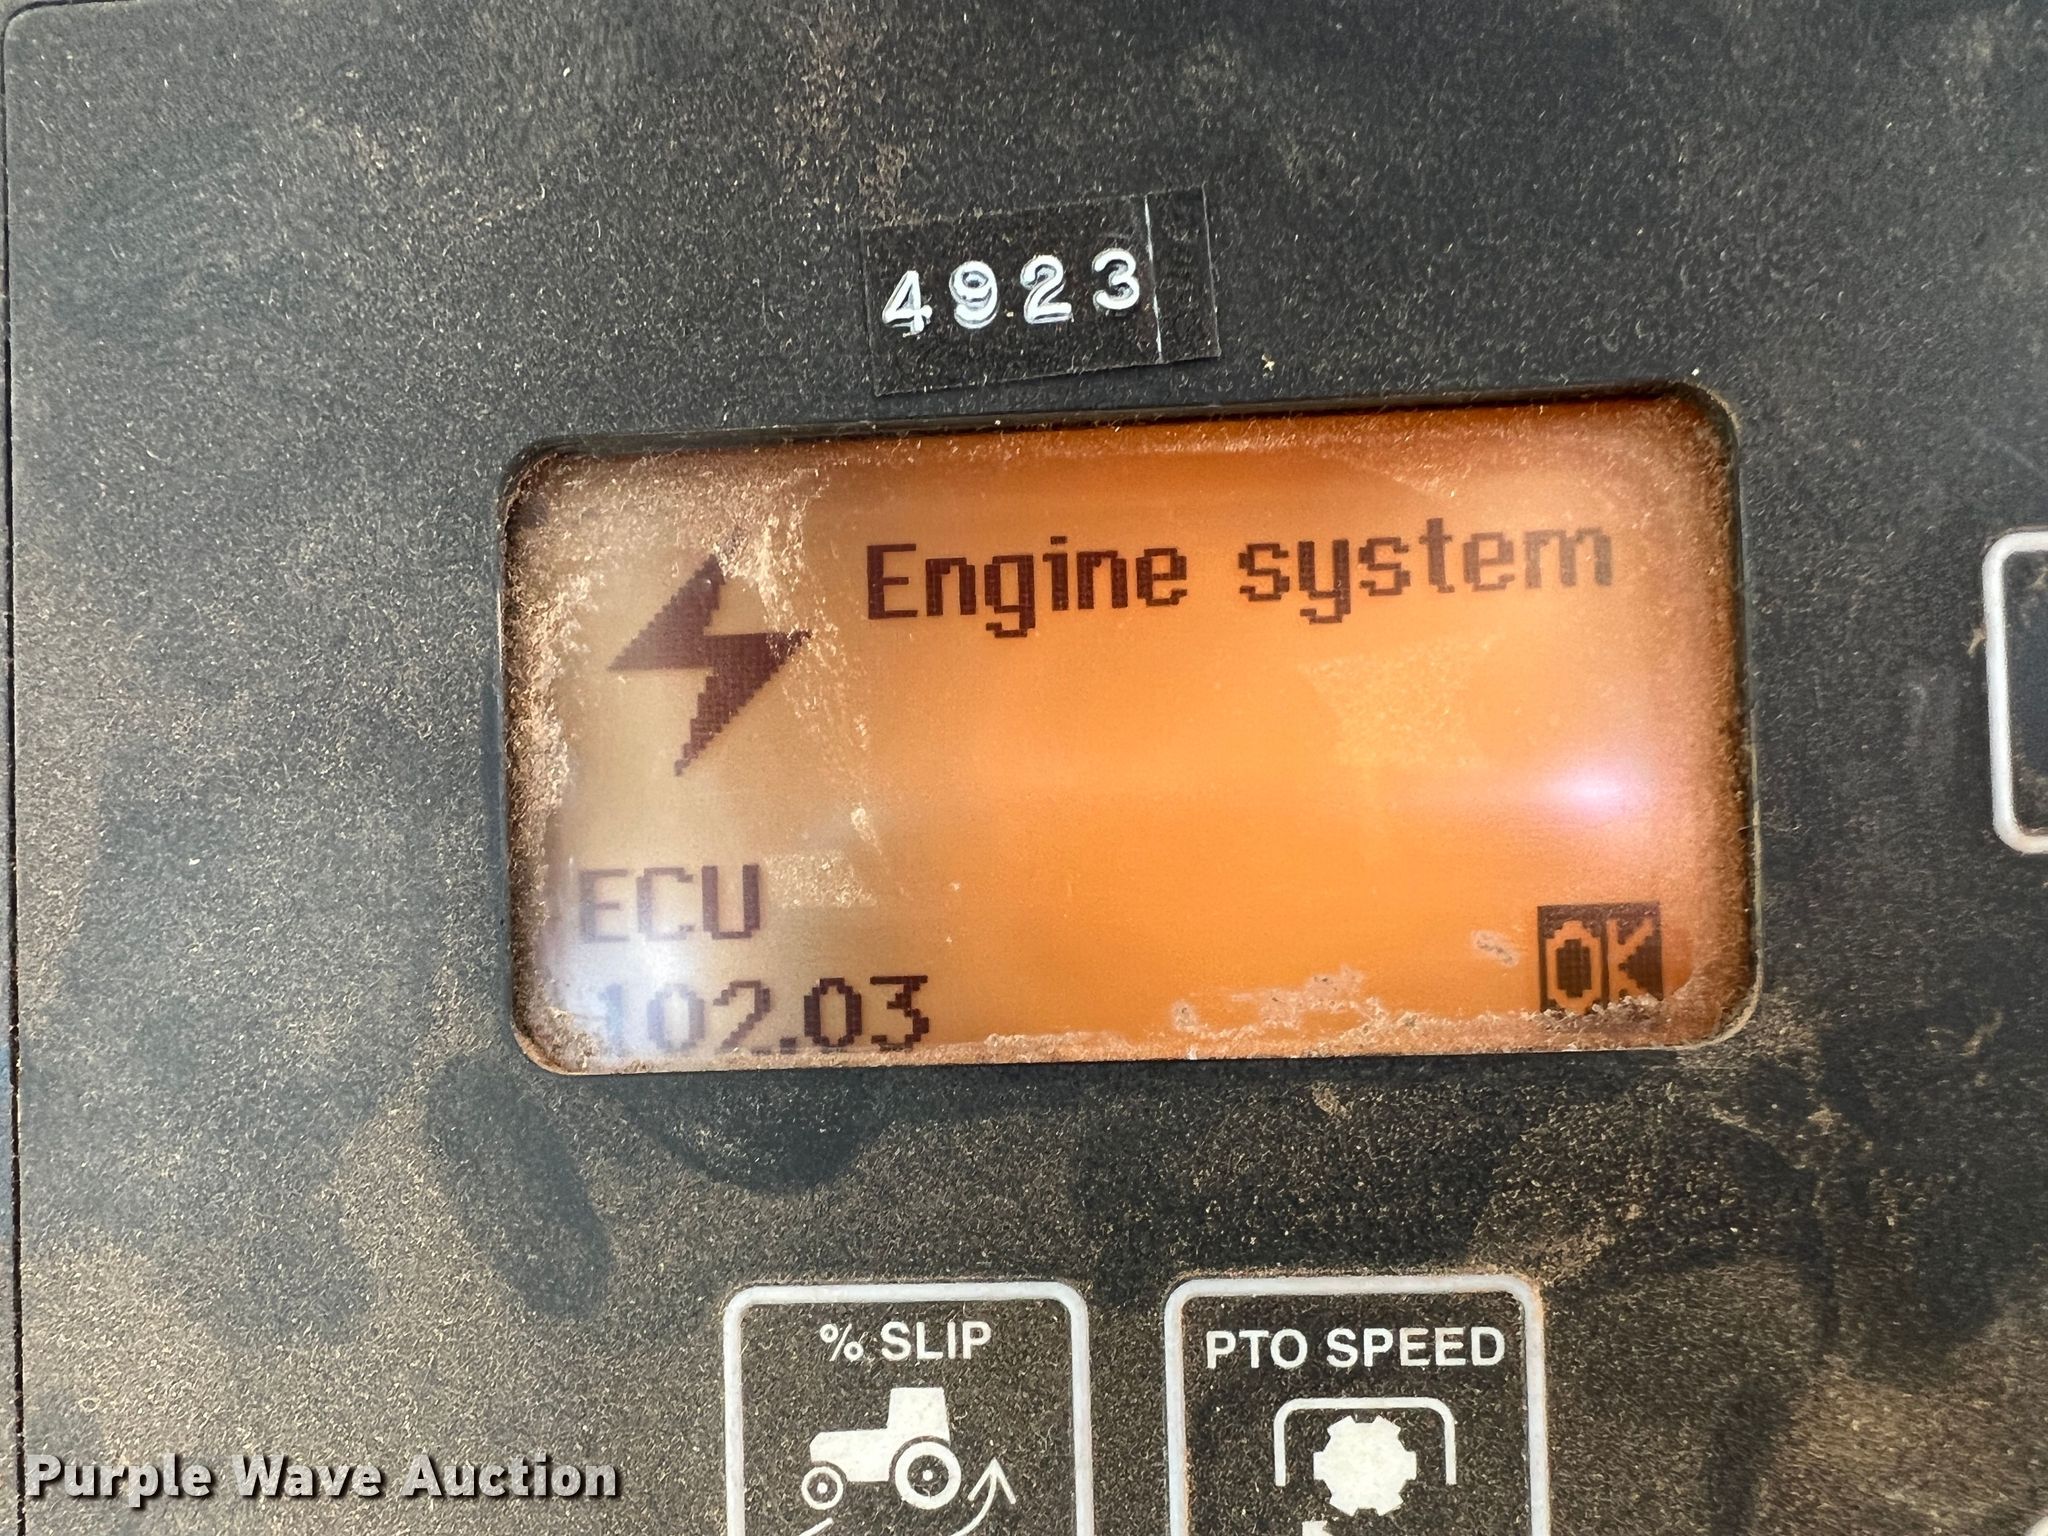 4923
Engine system
ECU
102.03
OK
% SLIP
PTO SPEED
Purple Wave Auction